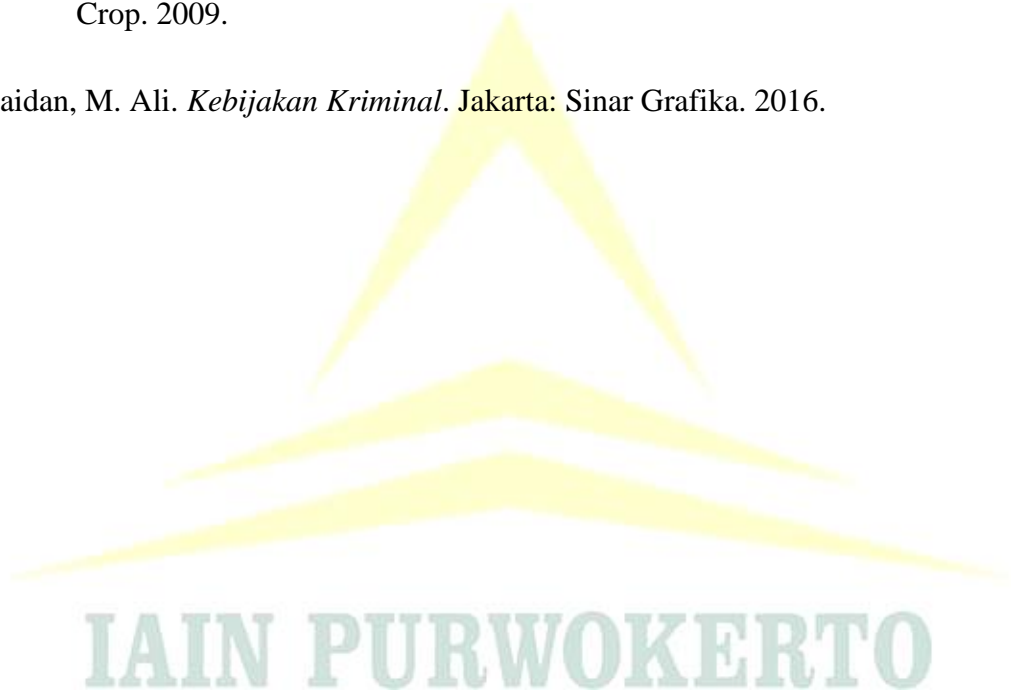 Crop. 2009.
aidan, M. Ali. Kebijakan Kriminal. Jakarta: Sinar Grafika. 2016.
IAIN PURWOKERTO